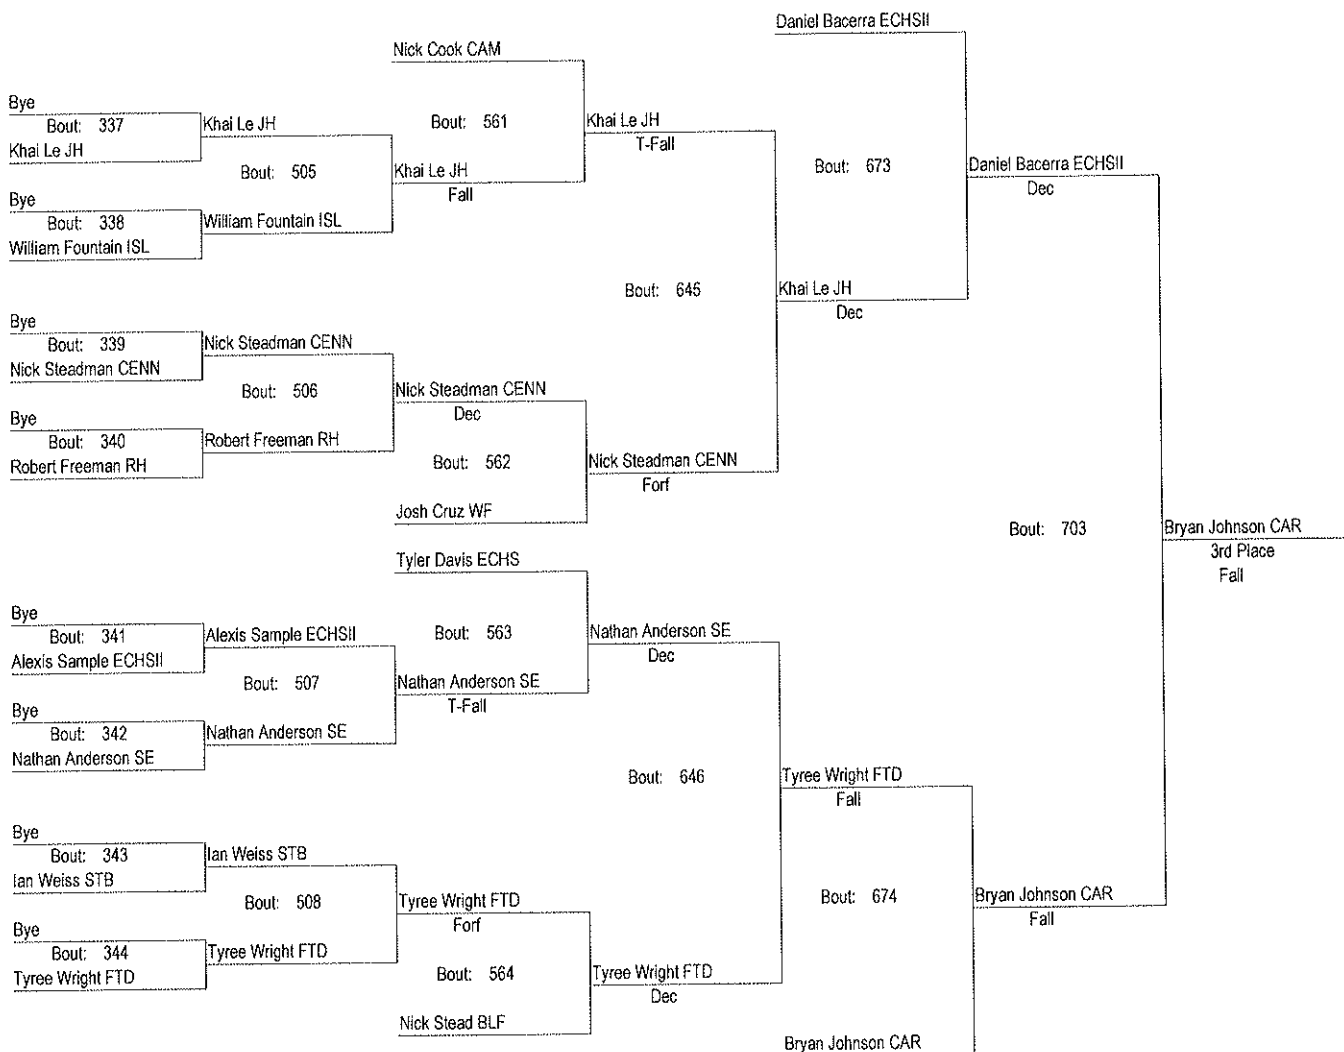 Daniel Bacerra ECHSII
Nick Cook CAM
Bye
Bout: 337
Khai Le JH
Khai Le JH
Bout: 561
Khai Le JH
T-Fall
Bout: 505
Khai Le JH
Fall
Bout: 673
Daniel Bacerra ECHSII
Dec
Bye
Bout: 338
William Fountain ISL
William Fountain ISL
Bout: 645
Khai Le JH
Dec
Bye
Bout: 339
Nick Steadman CENN
Nick Steadman CENN
Bout: 506
Nick Steadman CENN
Dec
Bye
Bout: 340
Robert Freeman RH
Robert Freeman RH
Bout: 562
Nick Steadman CENN
Forf
Josh Cruz WF
Bout: 703
Bryan Johnson CAR
3rd Place
Fall
Tyler Davis ECHS
Bye
Bout: 341
Alexis Sample ECHSII
Alexis Sample ECHSII
Bout: 563
Nathan Anderson SE
Dec
Bout: 507
Nathan Anderson SE
T-Fall
Bye
Bout: 342
Nathan Anderson SE
Nathan Anderson SE
Bout: 646
Tyree Wright FTD
Fall
Bye
Bout: 343
Ian Weiss STB
Ian Weiss STB
Bout: 508
Tyree Wright FTD
Forf
Bout: 674
Bryan Johnson CAR
Fall
Bye
Bout: 344
Tyree Wright FTD
Tyree Wright FTD
Bout: 564
Tyree Wright FTD
Dec
Nick Stead BLF
Bryan Johnson CAR